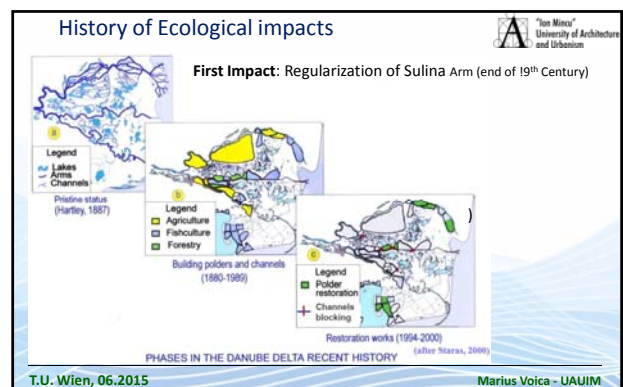 History of Ecological impacts
"Ion Mincu"
University of Architecture
and Urbanism
First Impact: Regularization of Sulina Arm (end of !9th Century)
a
Legend
Lakes
Arms
Channels
Pristine status
(Hartley, 1887)
b
Legend
Agriculture
Fishculture
Forestry
Building polders and channels
(1880-1989)
)
c
Legend
Polder
restoration
Channels
blocking
Restoration works (1994-2000)
(after Staras, 2000)
PHASES IN THE DANUBE DELTA RECENT HISTORY
T.U. Wien, 06.2015
Marius Voica - UAUIM